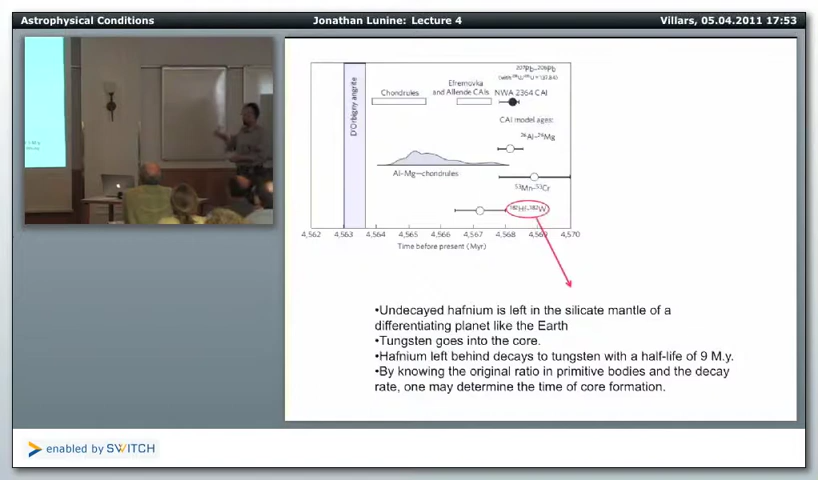 Astrophysical Conditions
Jonathan Lunine: Lecture 4
Villars, 05.04.2011 17:53
D'Orbigny angrite
Chondrules
Efremovka
and Allende CAIs
²⁰⁷Pb–²⁰⁶Pb
NWA 2364 CAI
CAI model ages:
²⁶Al–²⁶Mg
Al–Mg–chondrules
⁵³Mn–⁵³Cr
¹⁸²Hf–¹⁸²W
4,562 4,563 4,564 4,565 4,566 4,567 4,568 4,569 4,570
Time before present (Myr)
•Undecayed hafnium is left in the silicate mantle of a
differentiating planet like the Earth
•Tungsten goes into the core.
•Hafnium left behind decays to tungsten with a half-life of 9 M.y.
•By knowing the original ratio in primitive bodies and the decay
rate, one may determine the time of core formation.
enabled by SWITCH